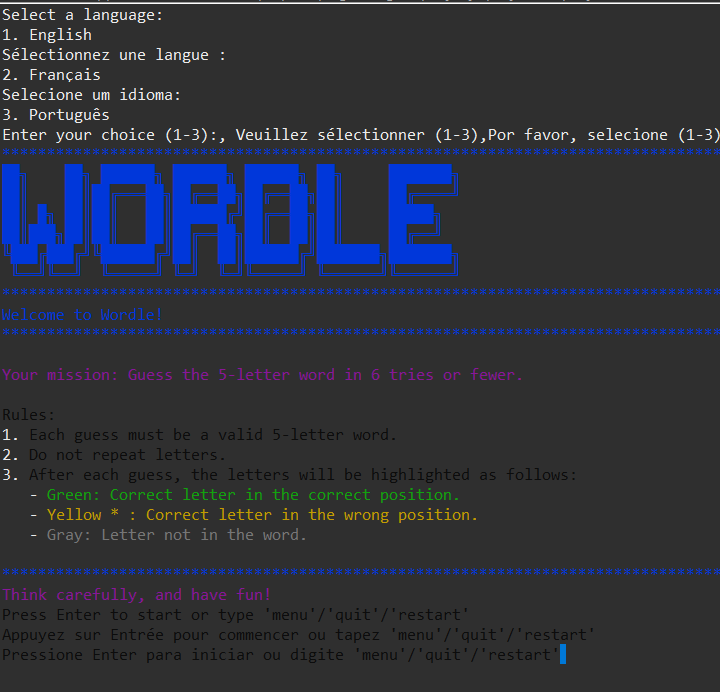 Select a language:
1. English
Sélectionnez une langue :
2. Français
Selecione um idioma:
3. Português
Enter your choice (1-3):, Veuillez sélectionner (1-3),Por favor, selecione (1-3)
********************************************************************************
WORDLE
********************************************************************************
Welcome to Wordle!
********************************************************************************
Your mission: Guess the 5-letter word in 6 tries or fewer.
Rules:
1. Each guess must be a valid 5-letter word.
2. Do not repeat letters.
3. After each guess, the letters will be highlighted as follows:
- Green: Correct letter in the correct position.
- Yellow * : Correct letter in the wrong position.
- Gray: Letter not in the word.
********************************************************************************
Think carefully, and have fun!
Press Enter to start or type 'menu'/'quit'/'restart'
Appuyez sur Entrée pour commencer ou tapez 'menu'/'quit'/'restart'
Pressione Enter para iniciar ou digite 'menu'/'quit'/'restart'